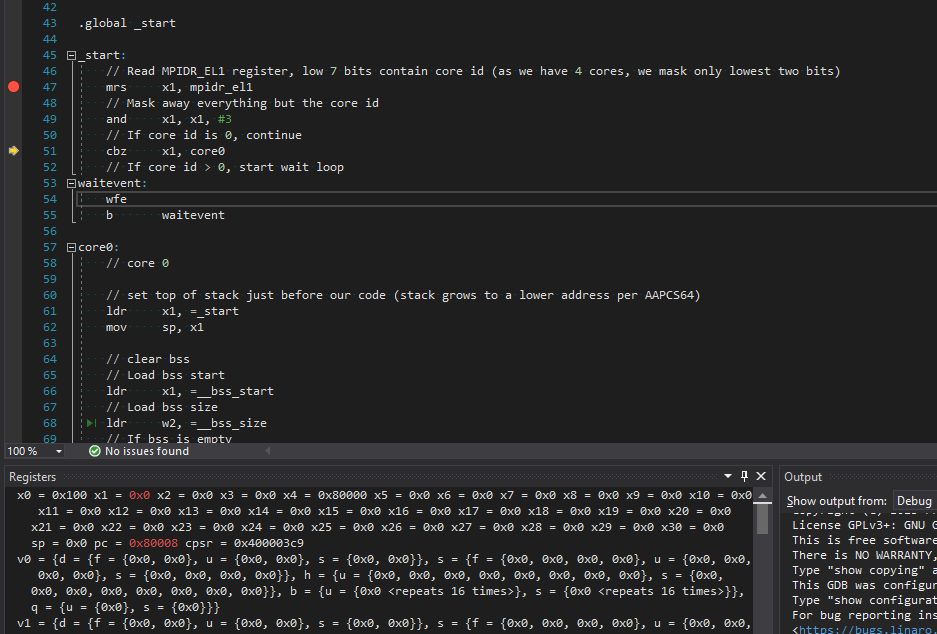 42
43 .global _start
44
45 _start:
46 // Read MPIDR_EL1 register, low 7 bits contain core id (as we have 4 cores, we mask only lowest two bits)
47 mrs x1, mpidr_el1
48 // Mask away everything but the core id
49 and x1, x1, #3
50 // If core id is 0, continue
51 cbz x1, core0
52 // If core id > 0, start wait loop
53 waitevent:
54 wfe
55 b waitevent
56
57 core0:
58 // core 0
59
60 // set top of stack just before our code (stack grows to a lower address per AAPCS64)
61 ldr x1, =_start
62 mov sp, x1
63
64 // clear bss
65 // Load bss start
66 ldr x1, =__bss_start
67 // Load bss size
68 ldr w2, =__bss_size
69 // If bss is empty
100 % No issues found
Registers
x0 = 0x100 x1 = 0x0 x2 = 0x0 x3 = 0x0 x4 = 0x80000 x5 = 0x0 x6 = 0x0 x7 = 0x0 x8 = 0x0 x9 = 0x0 x10 = 0x0
x11 = 0x0 x12 = 0x0 x13 = 0x0 x14 = 0x0 x15 = 0x0 x16 = 0x0 x17 = 0x0 x18 = 0x0 x19 = 0x0 x20 = 0x0
x21 = 0x0 x22 = 0x0 x23 = 0x0 x24 = 0x0 x25 = 0x0 x26 = 0x0 x27 = 0x0 x28 = 0x0 x29 = 0x0 x30 = 0x0
sp = 0x0 pc = 0x80008 cpsr = 0x400003c9
v0 = {d = {f = {0x0, 0x0}, u = {0x0, 0x0}, s = {0x0, 0x0}}, s = {f = {0x0, 0x0, 0x0, 0x0}, u = {0x0, 0x0,
0x0, 0x0}, s = {0x0, 0x0, 0x0, 0x0}}, h = {u = {0x0, 0x0, 0x0, 0x0, 0x0, 0x0, 0x0, 0x0}, s = {0x0,
0x0, 0x0, 0x0, 0x0, 0x0, 0x0, 0x0}}, b = {u = {0x0 <repeats 16 times>}, s = {0x0 <repeats 16 times>}},
q = {u = {0x0}, s = {0x0}}}
v1 = {d = {f = {0x0, 0x0}, u = {0x0, 0x0}, s = {0x0, 0x0}}, s = {f = {0x0, 0x0, 0x0, 0x0}, u = {0x0, 0x0,
Output
Show output from: Debug
License GPLv3+: GNU G
This is free software
There is NO WARRANTY,
Type "show copying" a
This GDB was configur
Type "show configurat
For bug reporting ins
<https://bugs.linaro.